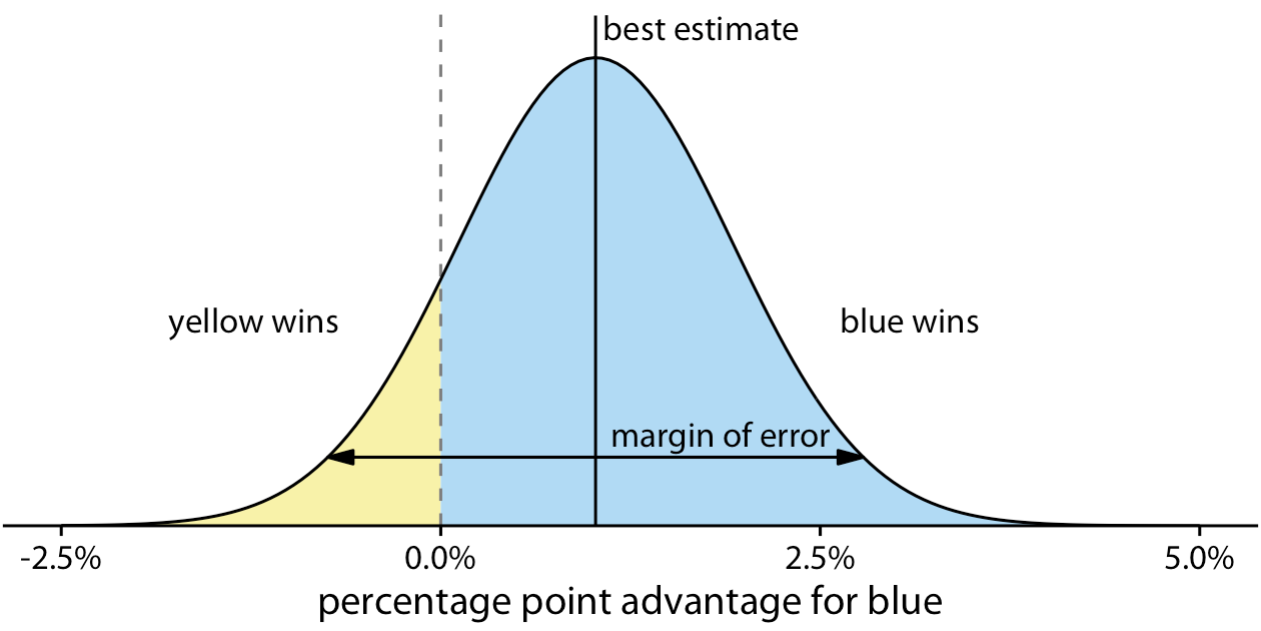 best estimate
yellow wins
blue wins
margin of error
-2.5%
0.0%
2.5%
5.0%
percentage point advantage for blue